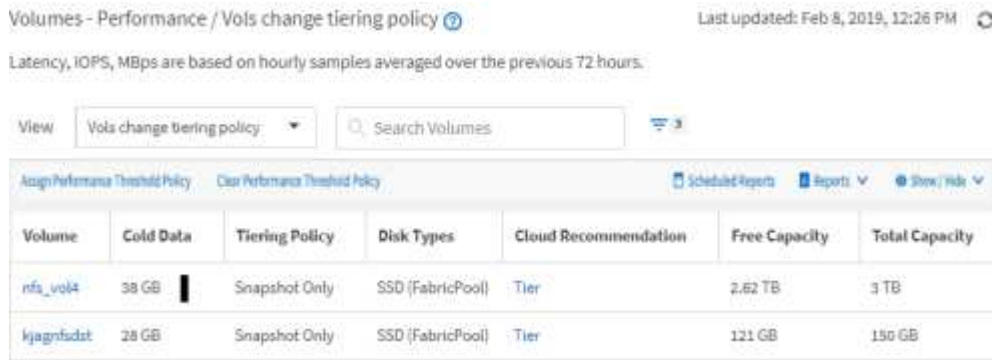 Volumes - Performance / Vols change tiering policy ?
Last updated: Feb 8, 2019, 12:26 PM
Latency, IOPS, MBps are based on hourly samples averaged over the previous 72 hours.
View Vols change tiering policy Search Volumes 3
Assign Performance Threshold Policy Clear Performance Threshold Policy Scheduled Reports Reports Show / Hide
Volume Cold Data Tiering Policy Disk Types Cloud Recommendation Free Capacity Total Capacity
nfs_vol4 38 GB Snapshot Only SSD (FabricPool) Tier 2.62 TB 3 TB
kjagnfsdst 28 GB Snapshot Only SSD (FabricPool) Tier 121 GB 150 GB